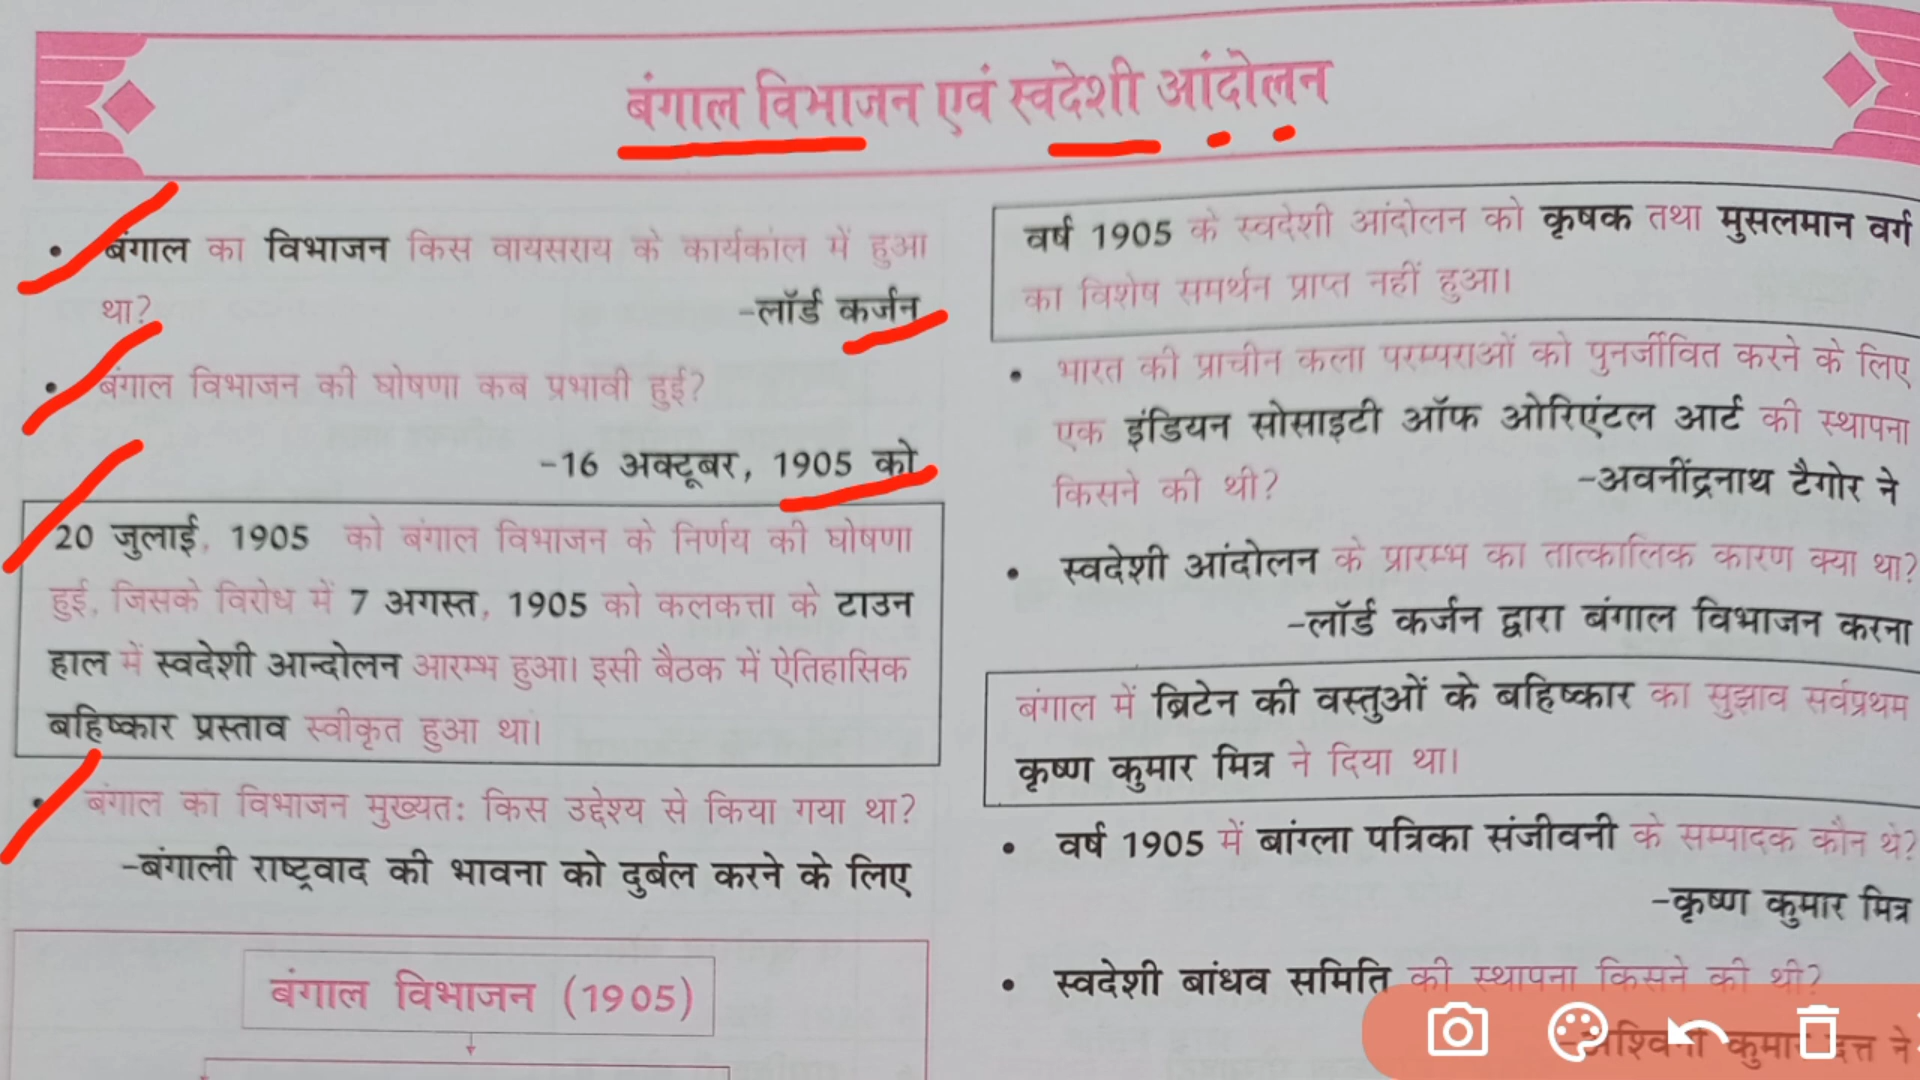 बंगाल विभाजन एवं स्वदेशी आंदोलन
• बंगाल का विभाजन किस वायसराय के कार्यकाल में हुआ
था? -लॉर्ड कर्जन
• बंगाल विभाजन की घोषणा कब प्रभावी हुई?
-16 अक्टूबर, 1905 को
20 जुलाई, 1905 को बंगाल विभाजन के निर्णय की घोषणा
हुई, जिसके विरोध में 7 अगस्त, 1905 को कलकत्ता के टाउन
हाल में स्वदेशी आन्दोलन आरम्भ हुआ। इसी बैठक में ऐतिहासिक
बहिष्कार प्रस्ताव स्वीकृत हुआ था।
• बंगाल का विभाजन मुख्यतः किस उद्देश्य से किया गया था?
-बंगाली राष्ट्रवाद की भावना को दुर्बल करने के लिए
बंगाल विभाजन (1905)
वर्ष 1905 के स्वदेशी आंदोलन को कृषक तथा मुसलमान वर्ग
का विशेष समर्थन प्राप्त नहीं हुआ।
• भारत की प्राचीन कला परम्पराओं को पुनर्जीवित करने के लिए
एक इंडियन सोसाइटी ऑफ ओरिएंटल आर्ट की स्थापना
किसने की थी? -अवनींद्रनाथ टैगोर ने
• स्वदेशी आंदोलन के प्रारम्भ का तात्कालिक कारण क्या था?
-लॉर्ड कर्जन द्वारा बंगाल विभाजन करना
बंगाल में ब्रिटेन की वस्तुओं के बहिष्कार का सुझाव सर्वप्रथम
कृष्ण कुमार मित्र ने दिया था।
• वर्ष 1905 में बांग्ला पत्रिका संजीवनी के सम्पादक कौन थे?
-कृष्ण कुमार मित्र
• स्वदेशी बांधव समिति की स्थापना किसने की थी?
-अश्विनी कुमार दत्त ने